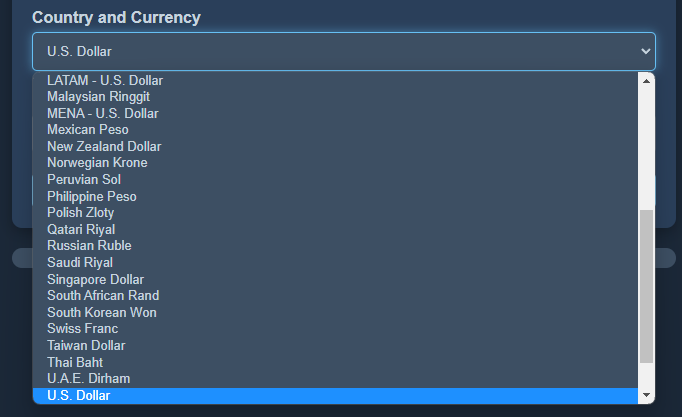 Country and Currency
U.S. Dollar
LATAM - U.S. Dollar
Malaysian Ringgit
MENA - U.S. Dollar
Mexican Peso
New Zealand Dollar
Norwegian Krone
Peruvian Sol
Philippine Peso
Polish Zloty
Qatari Riyal
Russian Ruble
Saudi Riyal
Singapore Dollar
South African Rand
South Korean Won
Swiss Franc
Taiwan Dollar
Thai Baht
U.A.E. Dirham
U.S. Dollar